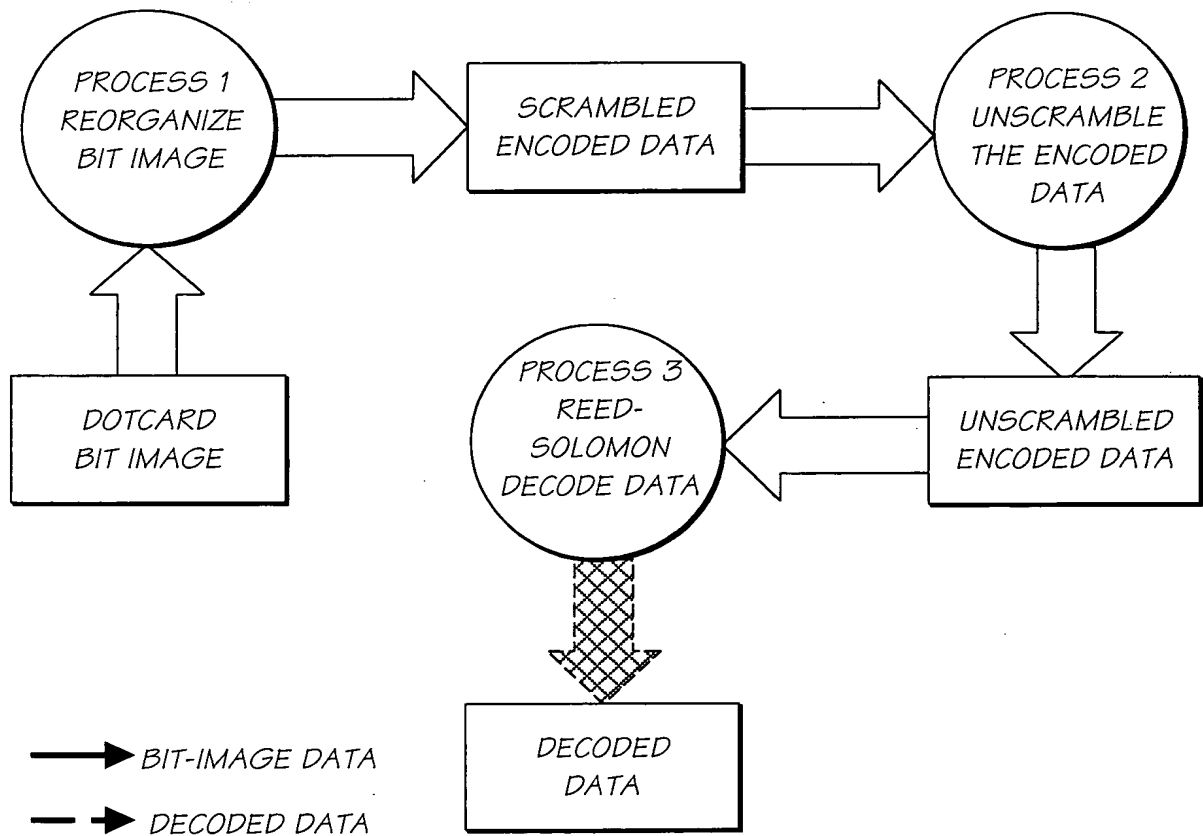 PROCESS 1
REORGANIZE
BIT IMAGE
SCRAMBLED
ENCODED DATA
PROCESS 2
UNSCRAMBLE
THE ENCODED
DATA
DOTCARD
BIT IMAGE
PROCESS 3
REED-
SOLOMON
DECODE DATA
UNSCRAMBLED
ENCODED DATA
DECODED
DATA
BIT-IMAGE DATA
DECODED DATA